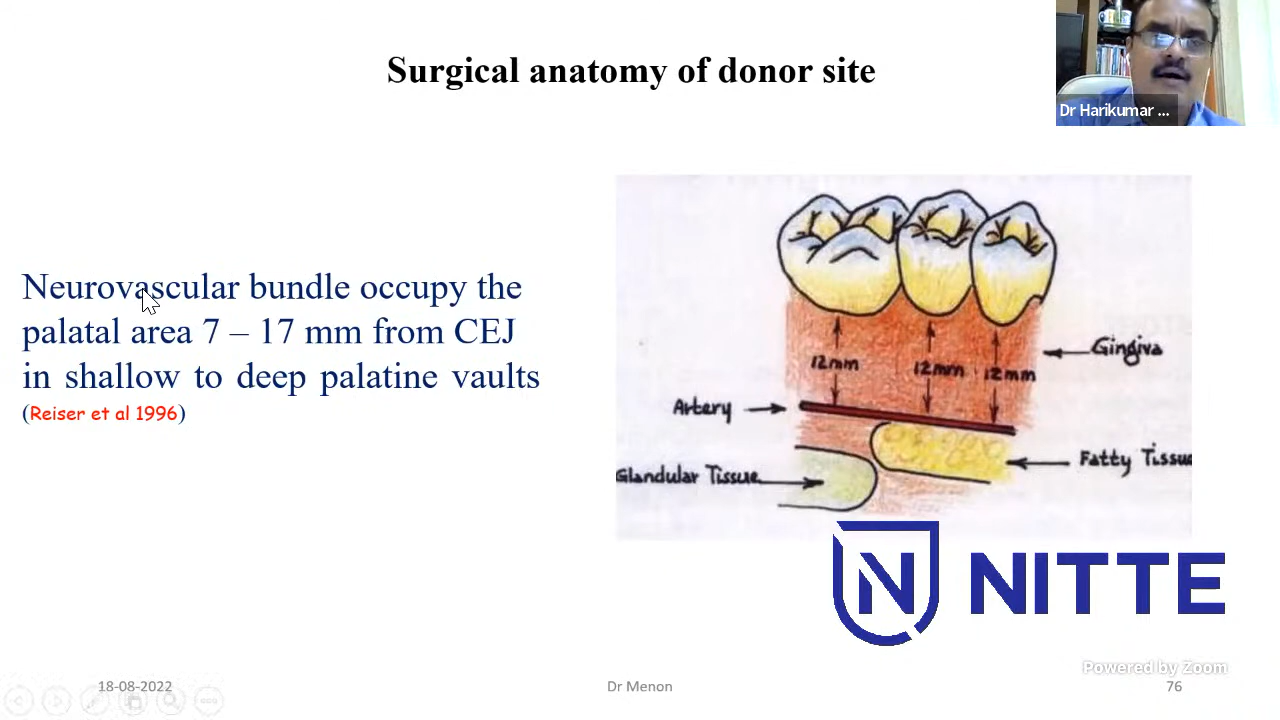 Surgical anatomy of donor site
Dr Harikumar ...
Neurovascular bundle occupy the
palatal area 7 – 17 mm from CEJ
in shallow to deep palatine vaults
(Reiser et al 1996)
12mm
12mm
12mm
Gingiva
Artery
Fatty Tissue
Glandular Tissue
N NITTE
Powered by Zoom
18-08-2022
Dr Menon
76